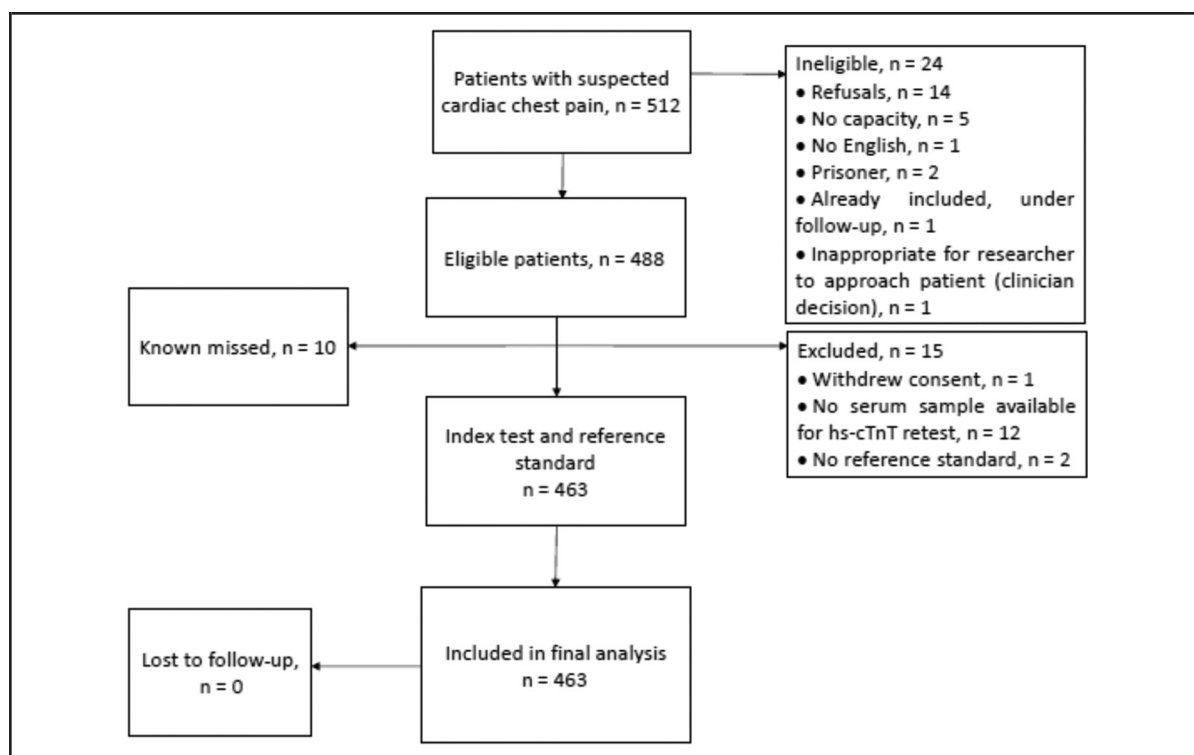 Patients with suspected
cardiac chest pain, n = 512
Ineligible, n = 24
● Refusals, n = 14
● No capacity, n = 5
● No English, n = 1
● Prisoner, n = 2
● Already included, under
follow-up, n = 1
● Inappropriate for researcher
to approach patient (clinician
decision), n = 1
Eligible patients, n = 488
Known missed, n = 10
Excluded, n = 15
● Withdrew consent, n = 1
● No serum sample available
for hs-cTnT retest, n = 12
● No reference standard, n = 2
Index test and reference
standard
n = 463
Lost to follow-up,
n = 0
Included in final analysis
n = 463